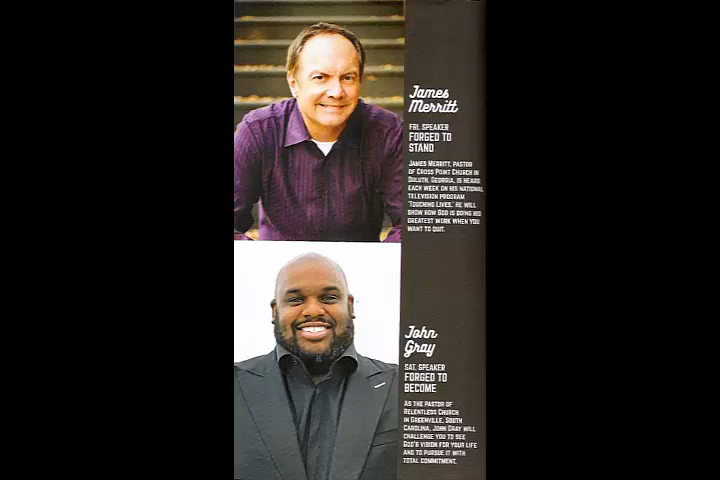 James
Merritt
FRI. SPEAKER
FORGED TO
STAND
JAMES MERRITT, PASTOR
OF CROSS POINT CHURCH IN
DULUTH, GEORGIA, IS HEARD
EACH WEEK ON HIS NATIONAL
TELEVISION PROGRAM
"TOUCHING LIVES." HE WILL
SHOW HOW GOD IS DOING HIS
GREATEST WORK WHEN YOU
WANT TO QUIT.
John
Gray
SAT. SPEAKER
FORGED TO
BECOME
AS THE PASTOR OF
RELENTLESS CHURCH
IN GREENVILLE, SOUTH
CAROLINA, JOHN GRAY WILL
CHALLENGE YOU TO SEE
GOD'S VISION FOR YOUR LIFE
AND TO PURSUE IT WITH
TOTAL COMMITMENT.